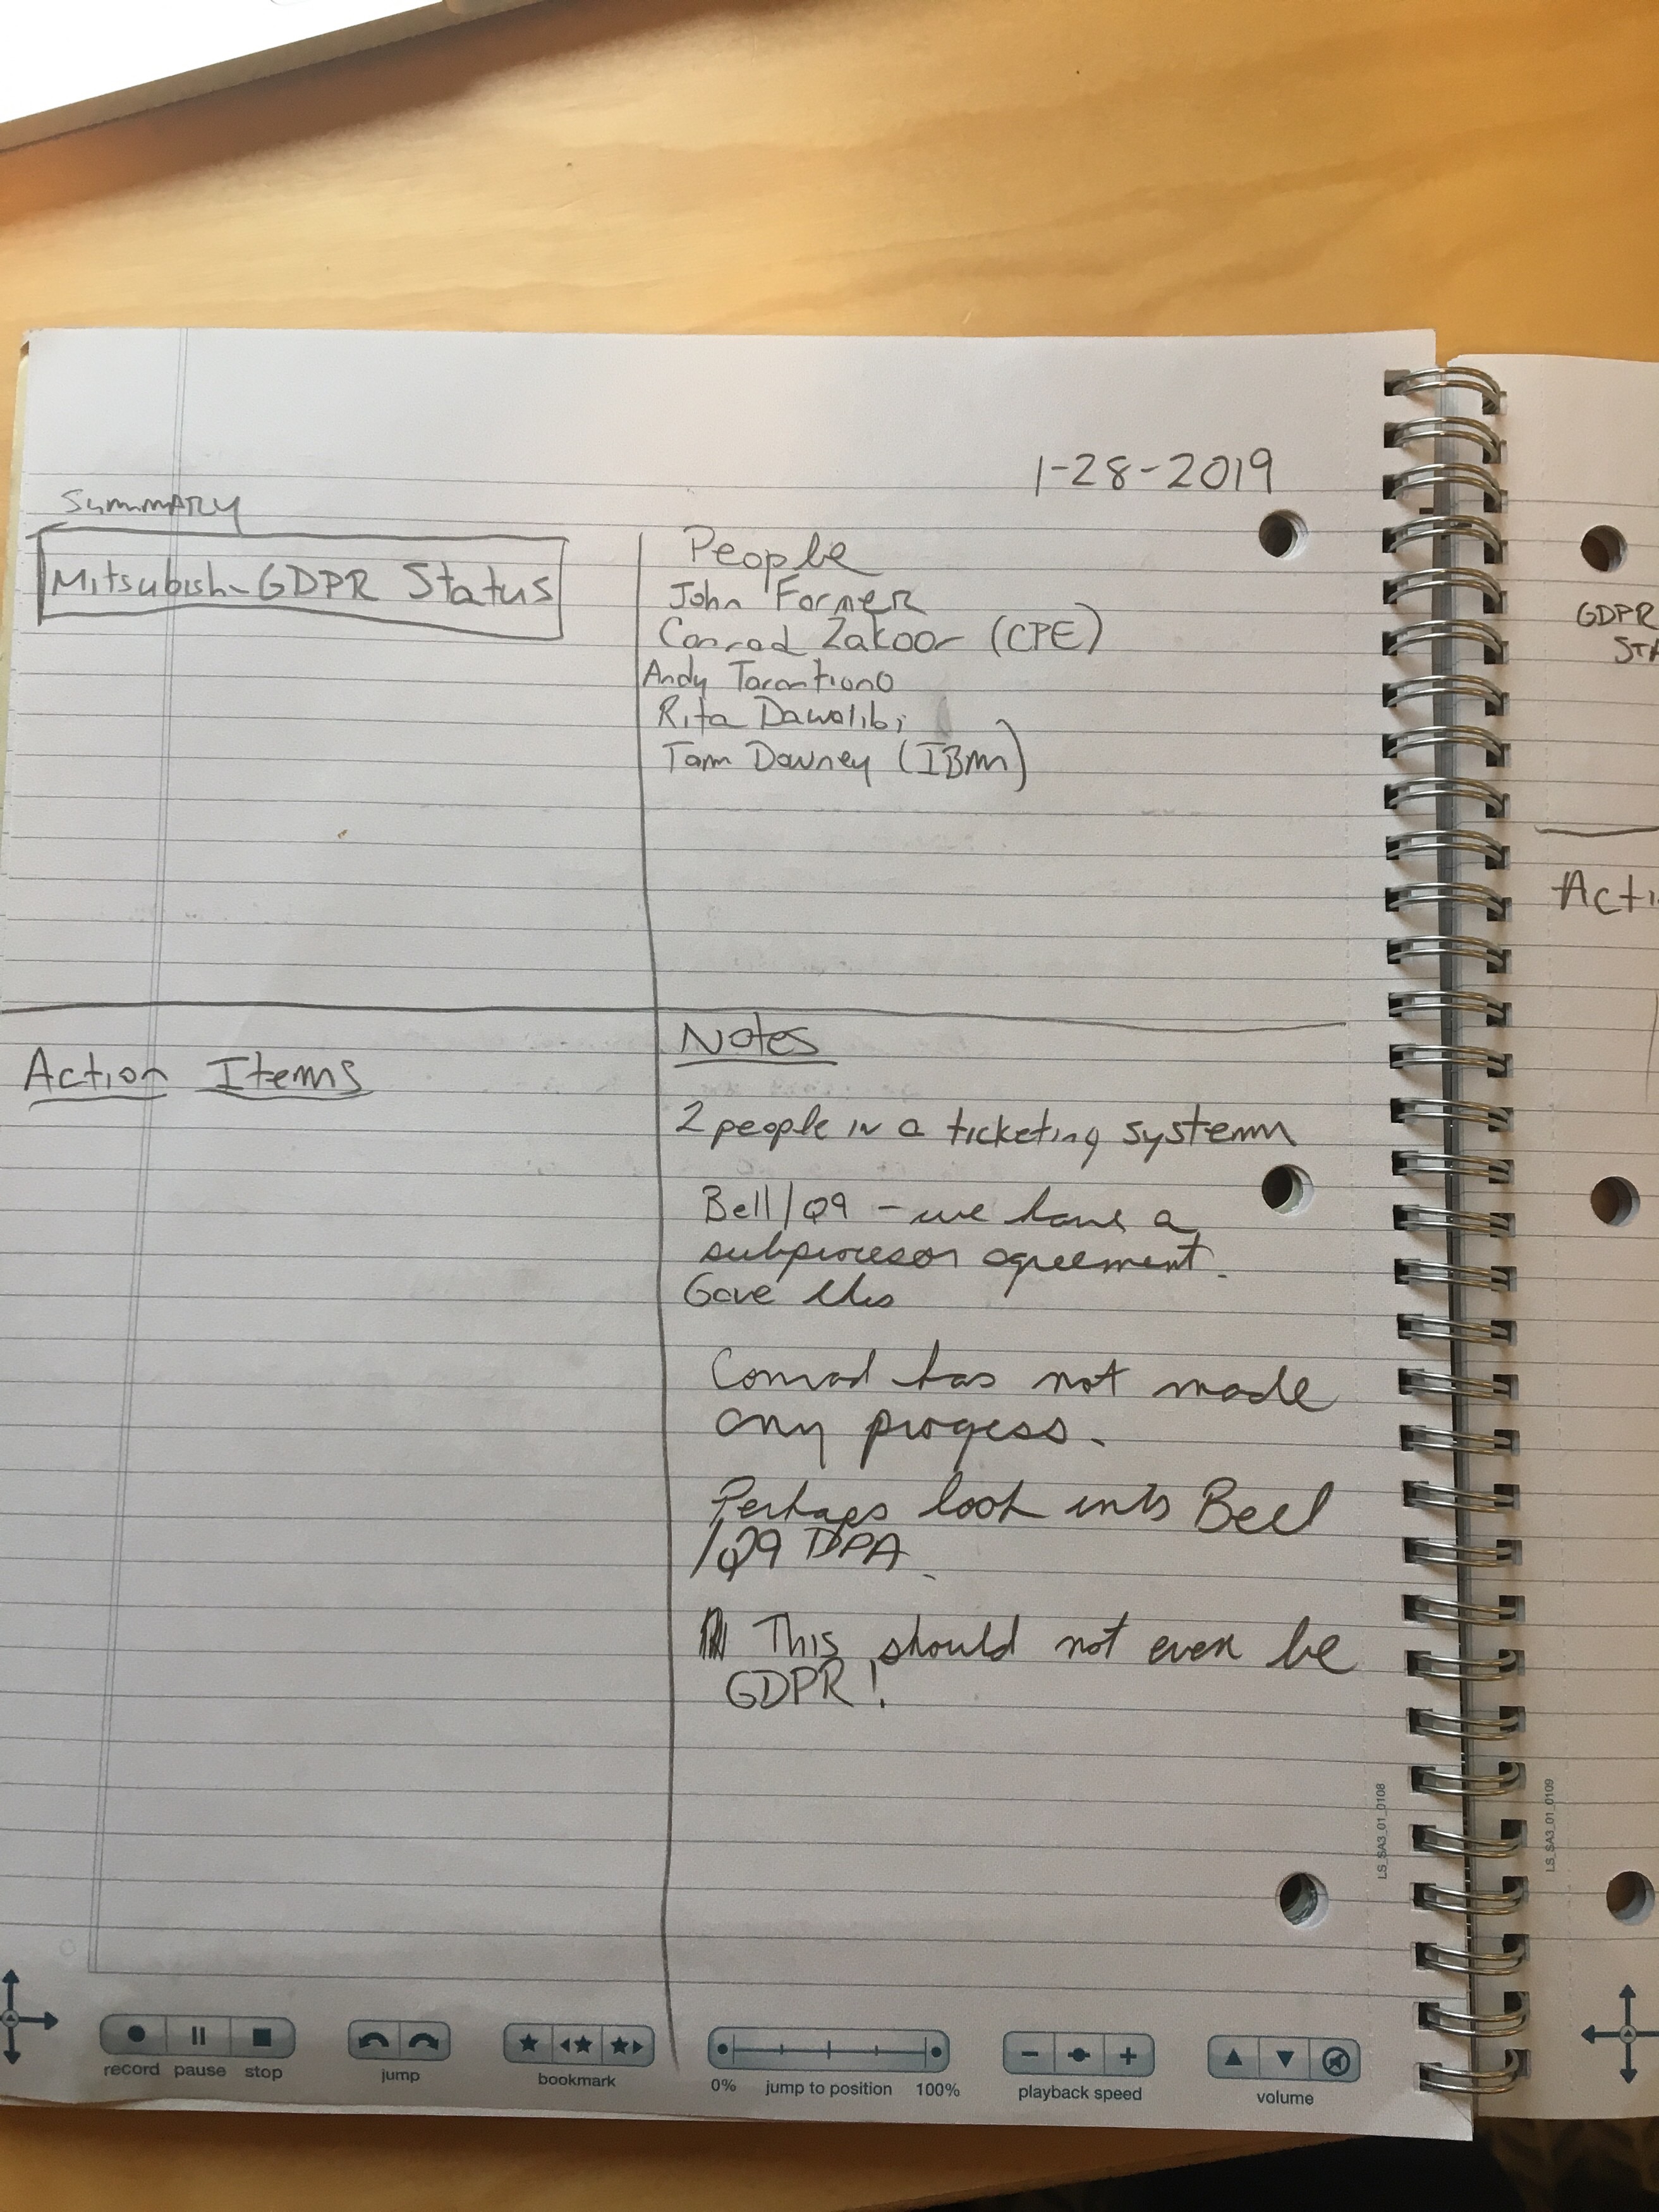 1-28-2019
Summary
Mitsubish-GDPR Status
People
John Farmer
Conrad Zakoor (CPE)
Andy Tarantiono
Rita Dawalibi
Tom Downey (IBM)
Action Items
Notes
2 people in a ticketing system
Bell/Q9 - we have a
subprocesor agreement.
Gave this
Conrad has not made
any progess.
Perhaps look into Bell
/Q9 DPA.
This should not even be
GDPR!
LS_SA3_01_0108
record pause stop
jump
bookmark
0% jump to position 100%
playback speed
volume
GDPR
STA
Acti
LS_SA3_01_0109